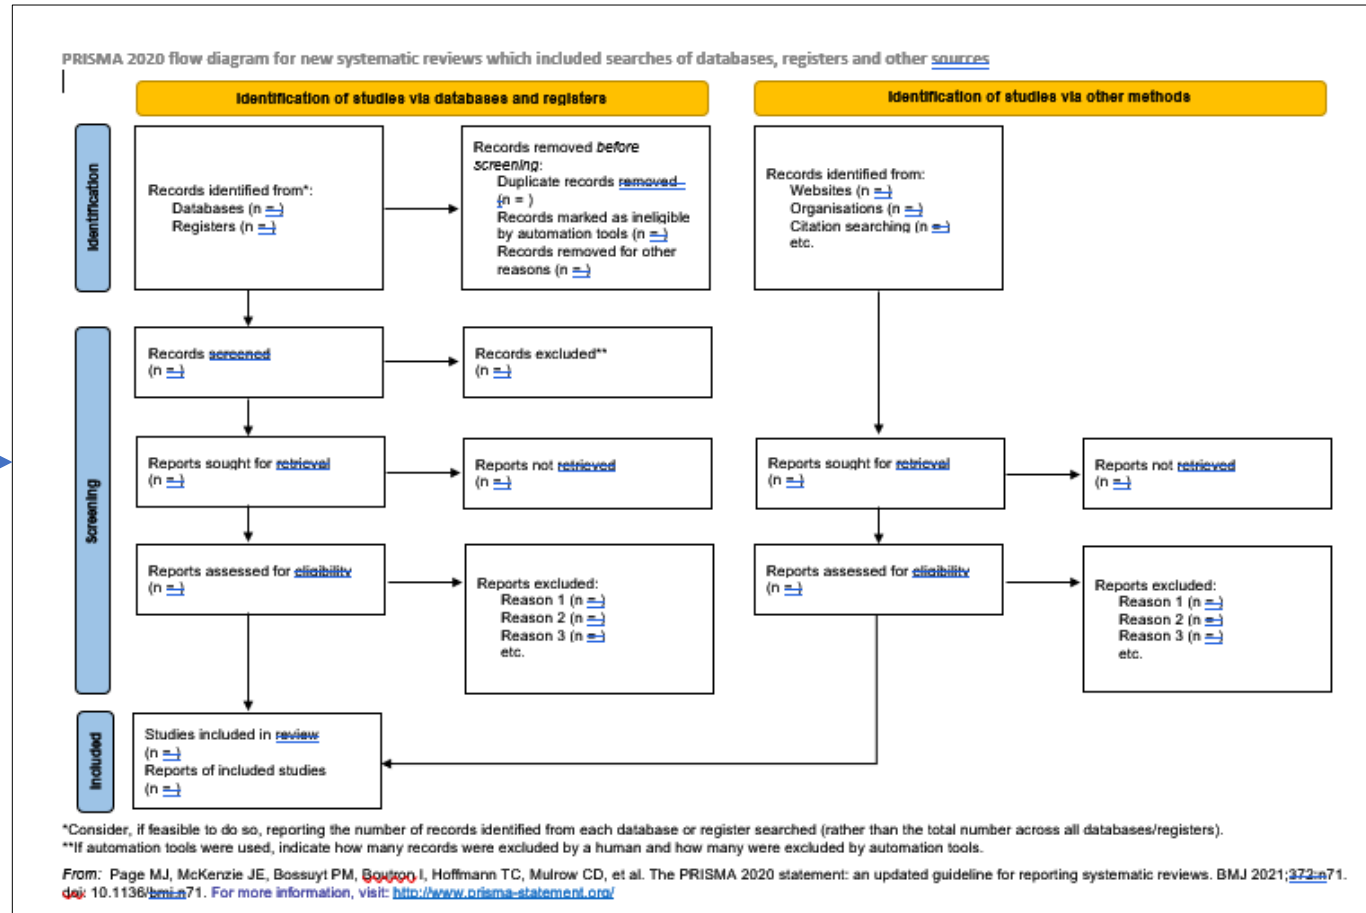 PRISMA 2020 flow diagram for new systematic reviews which included searches of databases, registers and other sources
Identification of studies via databases and registers
Identification of studies via other methods
Identification
Records identified from*:
Databases (n = )
Registers (n = )
Records removed before
screening:
Duplicate records removed
(n = )
Records marked as ineligible
by automation tools (n = )
Records removed for other
reasons (n = )
Records identified from:
Websites (n = )
Organisations (n = )
Citation searching (n = )
etc.
Screening
Records screened
(n = )
Records excluded**
(n = )
Reports sought for retrieval
(n = )
Reports not retrieved
(n = )
Reports sought for retrieval
(n = )
Reports not retrieved
(n = )
Reports assessed for eligibility
(n = )
Reports excluded:
Reason 1 (n = )
Reason 2 (n = )
Reason 3 (n = )
etc.
Reports assessed for eligibility
(n = )
Reports excluded:
Reason 1 (n = )
Reason 2 (n = )
Reason 3 (n = )
etc.
Included
Studies included in review
(n = )
Reports of included studies
(n = )
*Consider, if feasible to do so, reporting the number of records identified from each database or register searched (rather than the total number across all databases/registers).
**If automation tools were used, indicate how many records were excluded by a human and how many were excluded by automation tools.
From: Page MJ, McKenzie JE, Bossuyt PM, Boutron I, Hoffmann TC, Mulrow CD, et al. The PRISMA 2020 statement: an updated guideline for reporting systematic reviews. BMJ 2021;372:n71.
doi: 10.1136/bmj.n71. For more information, visit: http://www.prisma-statement.org/